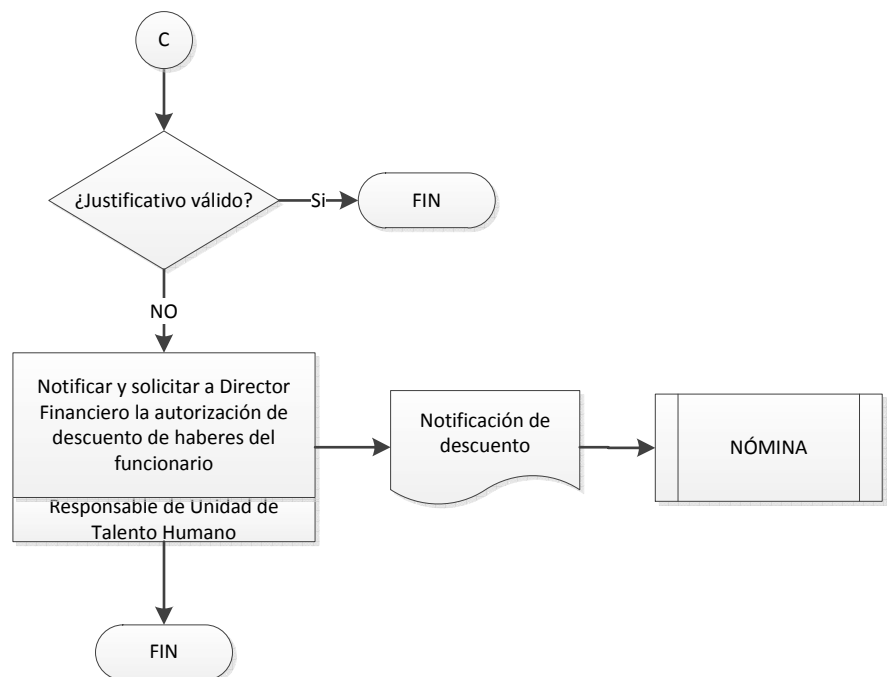 C
¿Justificativo válido?
Si
FIN
NO
Notificar y solicitar a Director
Financiero la autorización de
descuento de haberes del
funcionario
Responsable de Unidad de
Talento Humano
Notificación de
descuento
NÓMINA
FIN